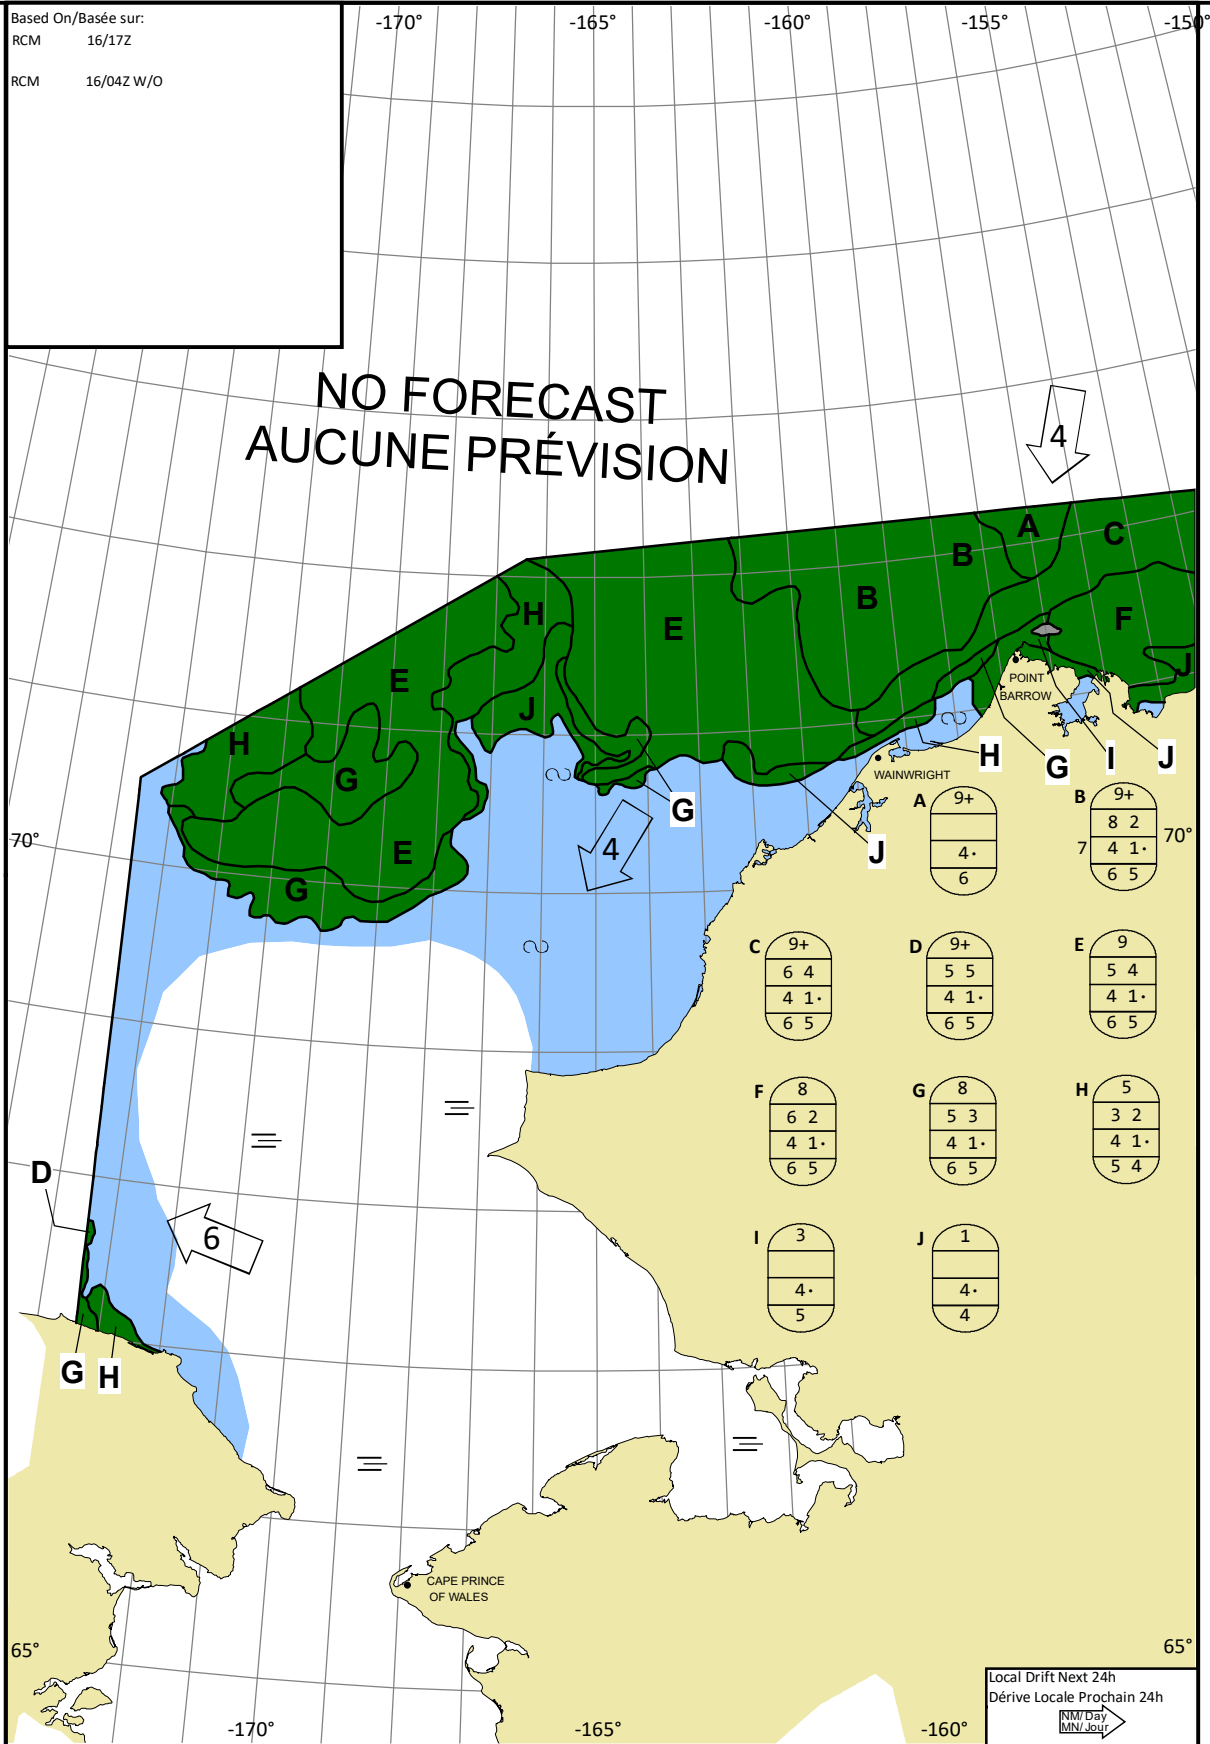 Based On/Basée sur:
RCM 16/17Z
RCM 16/04Z W/O
-170° -165° -160° -155° -150°
NO FORECAST
AUCUNE PRÉVISION
4
A
C
B
B
H
E
F
E
J
J
POINT
BARROW
H
G
H
G
I
J
WAINWRIGHT
G
4
J
E
G
70°
70°
A
9+
4·
6
B
9+
8 2
7 4 1·
6 5
C
9+
6 4
4 1·
6 5
D
9+
5 5
4 1·
6 5
E
9
5 4
4 1·
6 5
F
8
6 2
4 1·
6 5
G
8
5 3
4 1·
6 5
H
5
3 2
4 1·
5 4
I
3
4·
5
J
1
4·
4
D
6
G H
CAPE PRINCE
OF WALES
65°
65°
-170° -165° -160°
Local Drift Next 24h
Dérive Locale Prochain 24h
NM/Day
MN/Jour